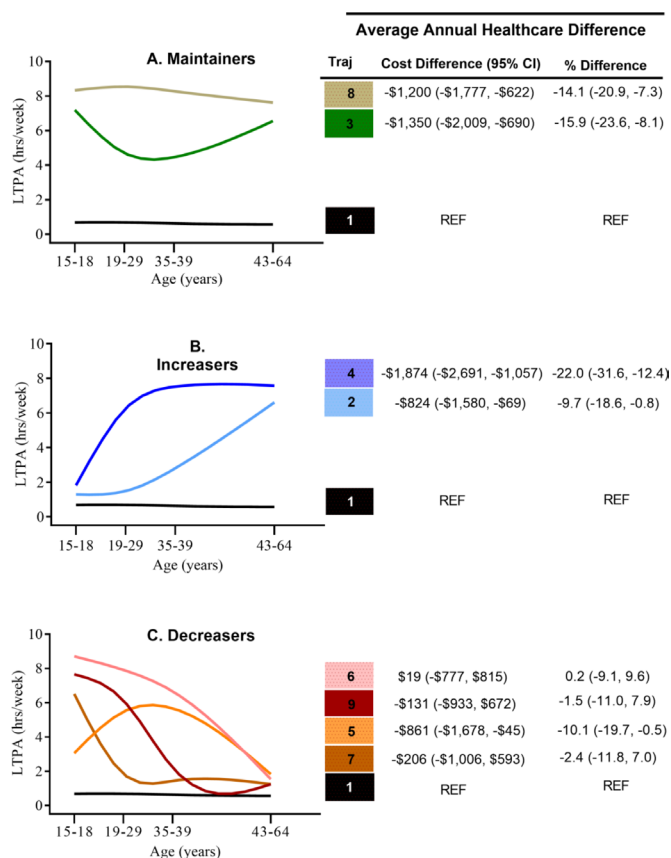 Average Annual Healthcare Difference
A. Maintainers
Traj Cost Difference (95% CI) % Difference
10
8
6
4
2
0
LTPA (hrs/week)
8 -$1,200 (-$1,777, -$622) -14.1 (-20.9, -7.3)
3 -$1,350 (-$2,009, -$690) -15.9 (-23.6, -8.1)
1 REF REF
15-18 19-29 35-39 43-64
Age (years)
B.
Increasers
10
8
6
4
2
0
LTPA (hrs/week)
4 -$1,874 (-$2,691, -$1,057) -22.0 (-31.6, -12.4)
2 -$824 (-$1,580, -$69) -9.7 (-18.6, -0.8)
1 REF REF
15-18 19-29 35-39 43-64
Age (years)
C. Decreasers
10
8
6
4
2
0
LTPA (hrs/week)
6 $19 (-$777, $815) 0.2 (-9.1, 9.6)
9 -$131 (-$933, $672) -1.5 (-11.0, 7.9)
5 -$861 (-$1,678, -$45) -10.1 (-19.7, -0.5)
7 -$206 (-$1,006, $593) -2.4 (-11.8, 7.0)
1 REF REF
15-18 19-29 35-39 43-64
Age (years)